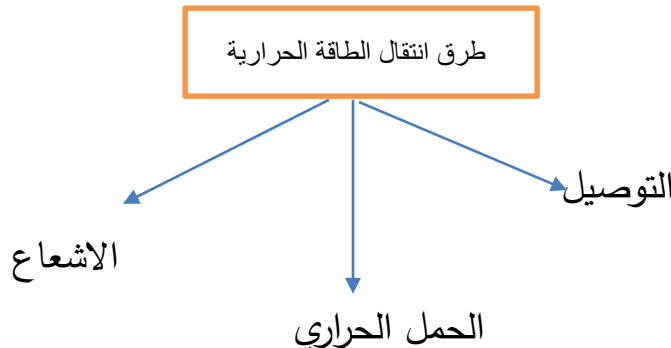 طرق انتقال الطاقة الحرارية
التوصيل
الاشعاع
الحمل الحراري